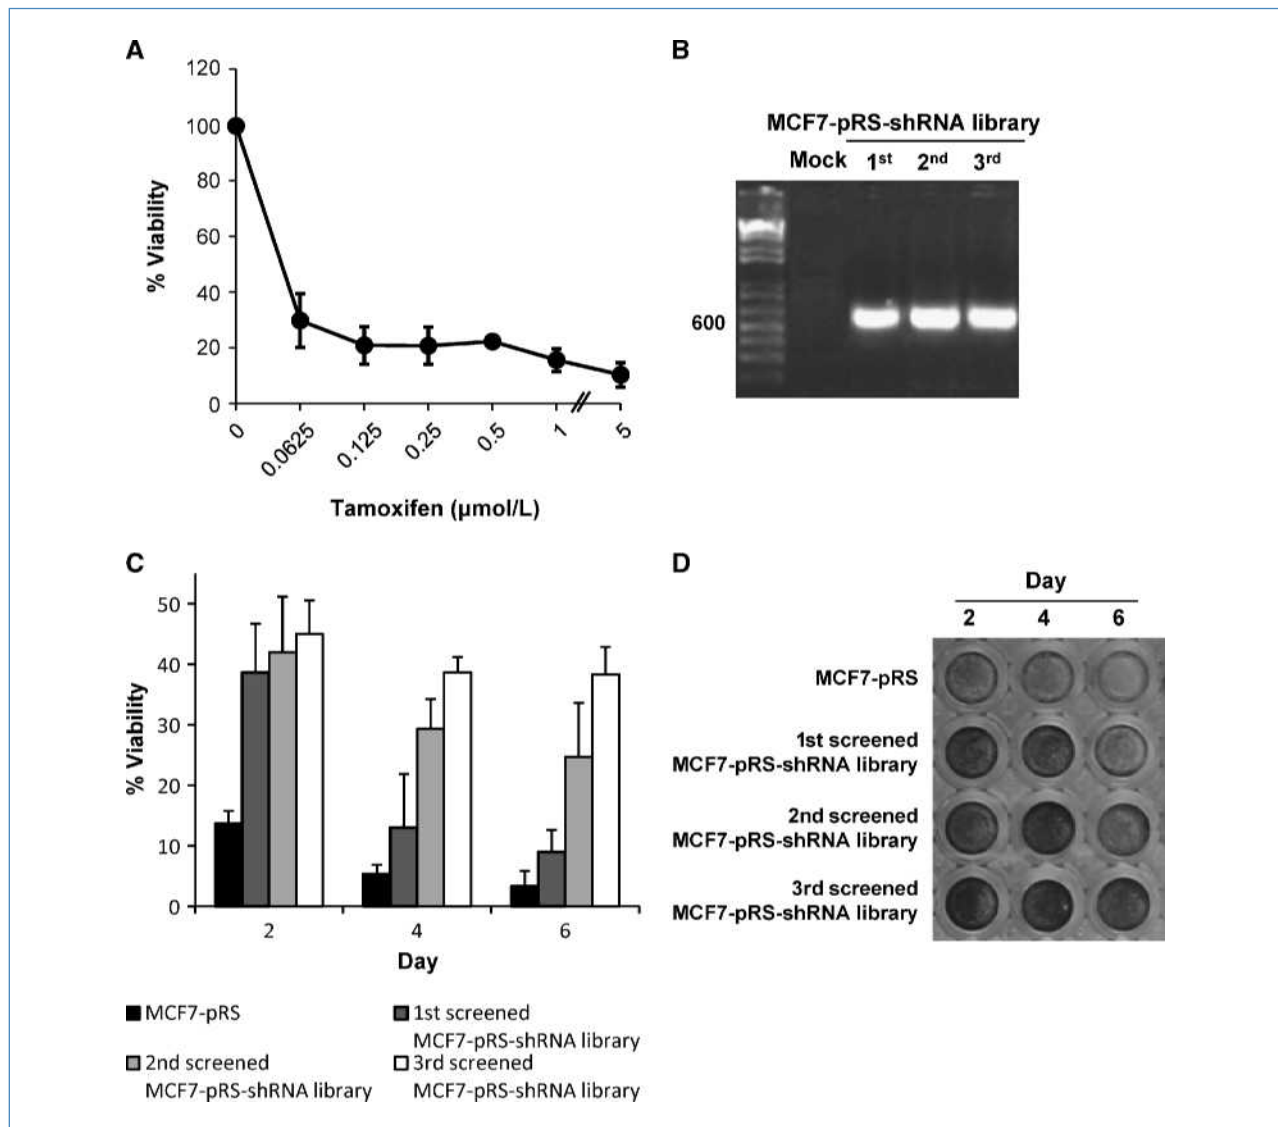 A
120
100
80
60
40
20
0
% Viability
0
0.0625
0.125
0.25
0.5
1
5
Tamoxifen (µmol/L)
B
MCF7-pRS-shRNA library
Mock 1st 2nd 3rd
600
C
50
40
30
20
10
0
% Viability
2 4 6
Day
MCF7-pRS
1st screened
MCF7-pRS-shRNA library
2nd screened
MCF7-pRS-shRNA library
3rd screened
MCF7-pRS-shRNA library
D
Day
2 4 6
MCF7-pRS
1st screened
MCF7-pRS-shRNA library
2nd screened
MCF7-pRS-shRNA library
3rd screened
MCF7-pRS-shRNA library